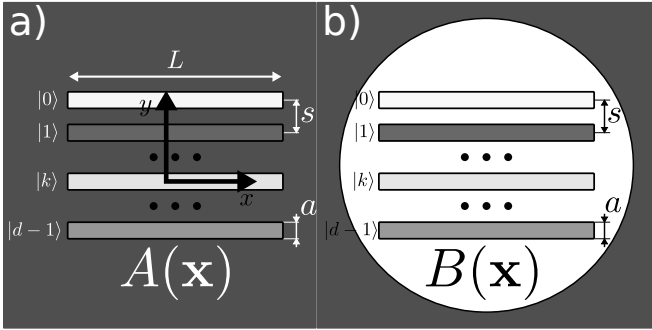 a)
L
|0⟩
y
s
|1⟩
|k⟩
x
a
|d − 1⟩
A(x)
b)
|0⟩
s
|1⟩
|k⟩
a
|d − 1⟩
B(x)